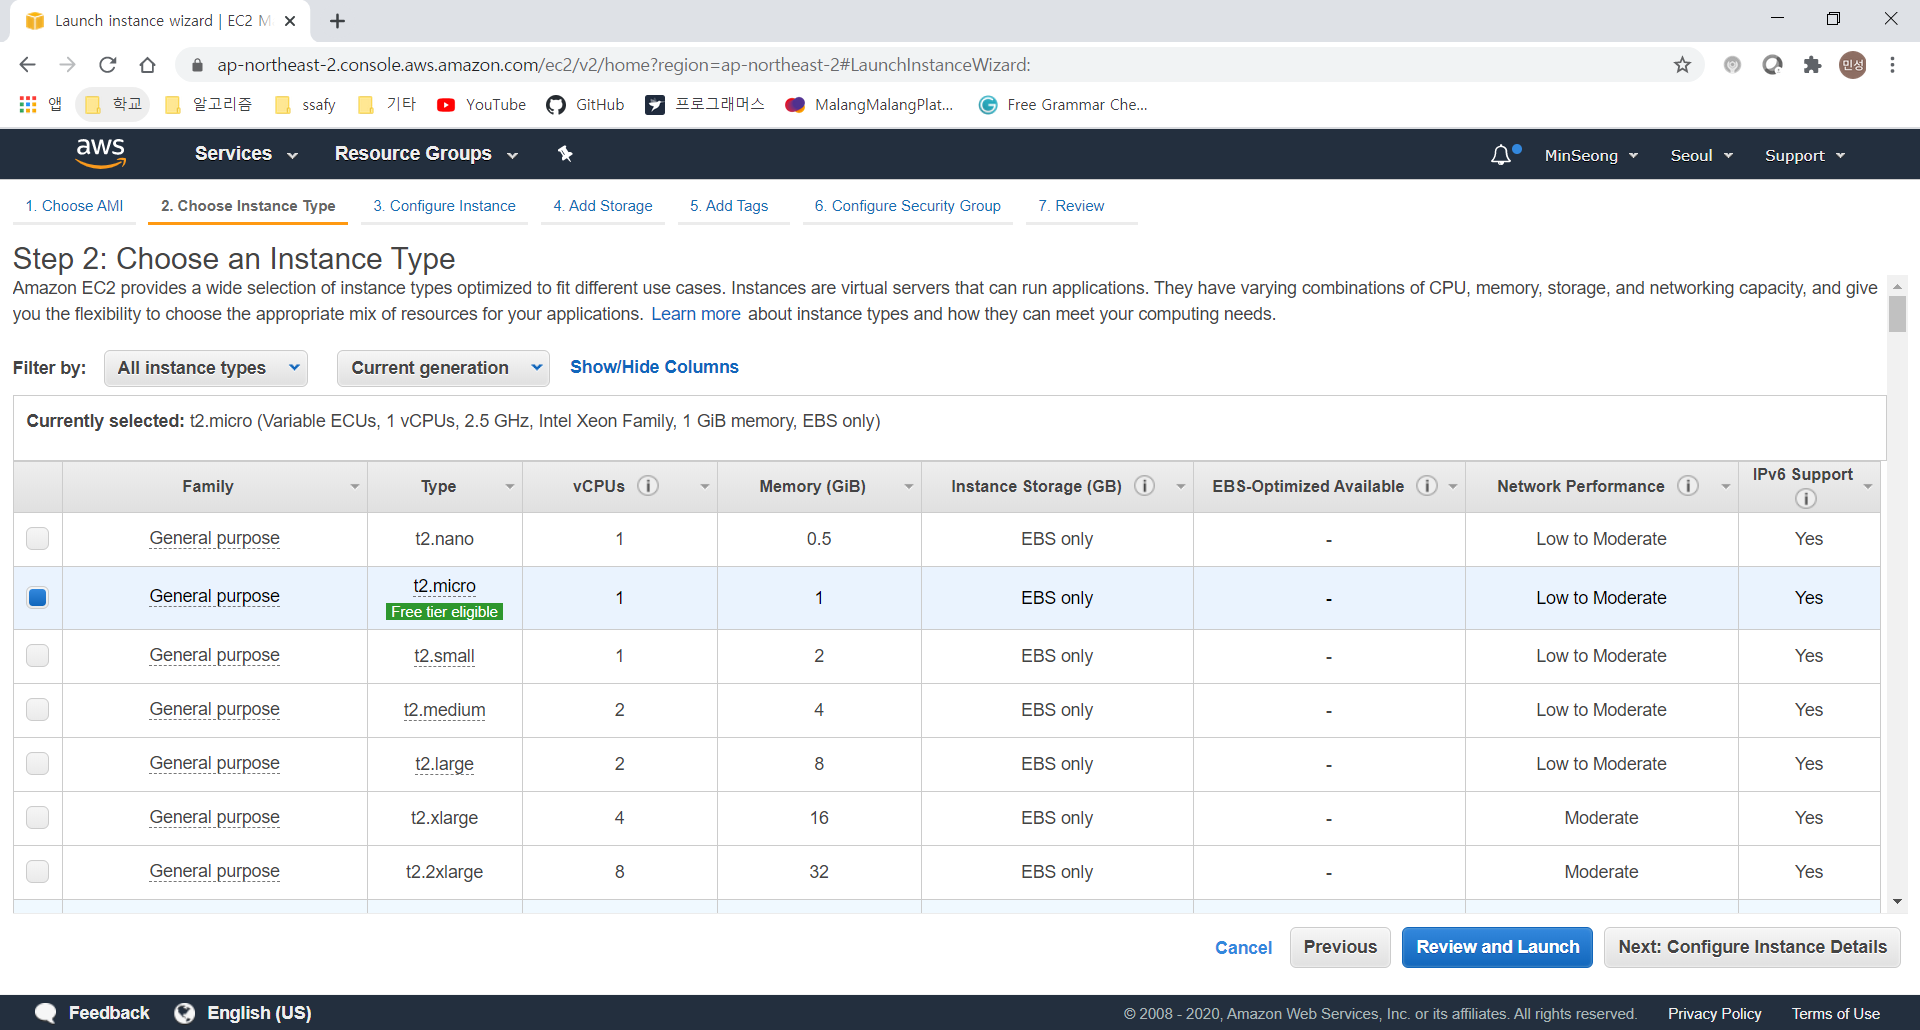 Launch instance wizard | EC2 M
ap-northeast-2.console.aws.amazon.com/ec2/v2/home?region=ap-northeast-2#LaunchInstanceWizard:
민성
앱 학교 알고리즘 ssafy 기타 YouTube GitHub 프로그래머스 MalangMalangPlat... Free Grammar Che...
aws Services Resource Groups MinSeong Seoul Support
1. Choose AMI 2. Choose Instance Type 3. Configure Instance 4. Add Storage 5. Add Tags 6. Configure Security Group 7. Review
Step 2: Choose an Instance Type
Amazon EC2 provides a wide selection of instance types optimized to fit different use cases. Instances are virtual servers that can run applications. They have varying combinations of CPU, memory, storage, and networking capacity, and give
you the flexibility to choose the appropriate mix of resources for your applications. Learn more about instance types and how they can meet your computing needs.
Filter by: All instance types Current generation Show/Hide Columns
Currently selected: t2.micro (Variable ECUs, 1 vCPUs, 2.5 GHz, Intel Xeon Family, 1 GiB memory, EBS only)
Family Type vCPUs Memory (GiB) Instance Storage (GB) EBS-Optimized Available Network Performance IPv6 Support
General purpose t2.nano 1 0.5 EBS only - Low to Moderate Yes
General purpose t2.micro 1 1 EBS only - Low to Moderate Yes
Free tier eligible
General purpose t2.small 1 2 EBS only - Low to Moderate Yes
General purpose t2.medium 2 4 EBS only - Low to Moderate Yes
General purpose t2.large 2 8 EBS only - Low to Moderate Yes
General purpose t2.xlarge 4 16 EBS only - Moderate Yes
General purpose t2.2xlarge 8 32 EBS only - Moderate Yes
Cancel Previous Review and Launch Next: Configure Instance Details
Feedback English (US) © 2008 - 2020, Amazon Web Services, Inc. or its affiliates. All rights reserved. Privacy Policy Terms of Use